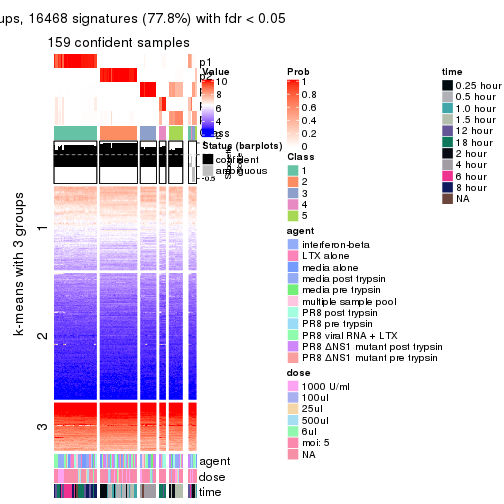 ups, 16468 signatures (77.8%) with fdr < 0.05
159 confident samples
p1
p2
Class
k-means with 3 groups
1
2
3
-0.5
agent
dose
time
Value
10
8
6
4
2
Status (barplots)
confident
ambiguous
Prob
1
0.8
0.6
0.4
0.2
0
Class
1
2
3
4
5
agent
interferon-beta
LTX alone
media alone
media post trypsin
media pre trypsin
multiple sample pool
PR8 post trypsin
PR8 pre trypsin
PR8 viral RNA + LTX
PR8 ΔNS1 mutant post trypsin
PR8 ΔNS1 mutant pre trypsin
dose
1000 U/ml
100ul
25ul
520ul
6ul
moi: 5
NA
time
0.25 hour
0.5 hour
1.0 hour
1.5 hour
12 hour
18 hour
2 hour
4 hour
6 hour
8 hour
NA